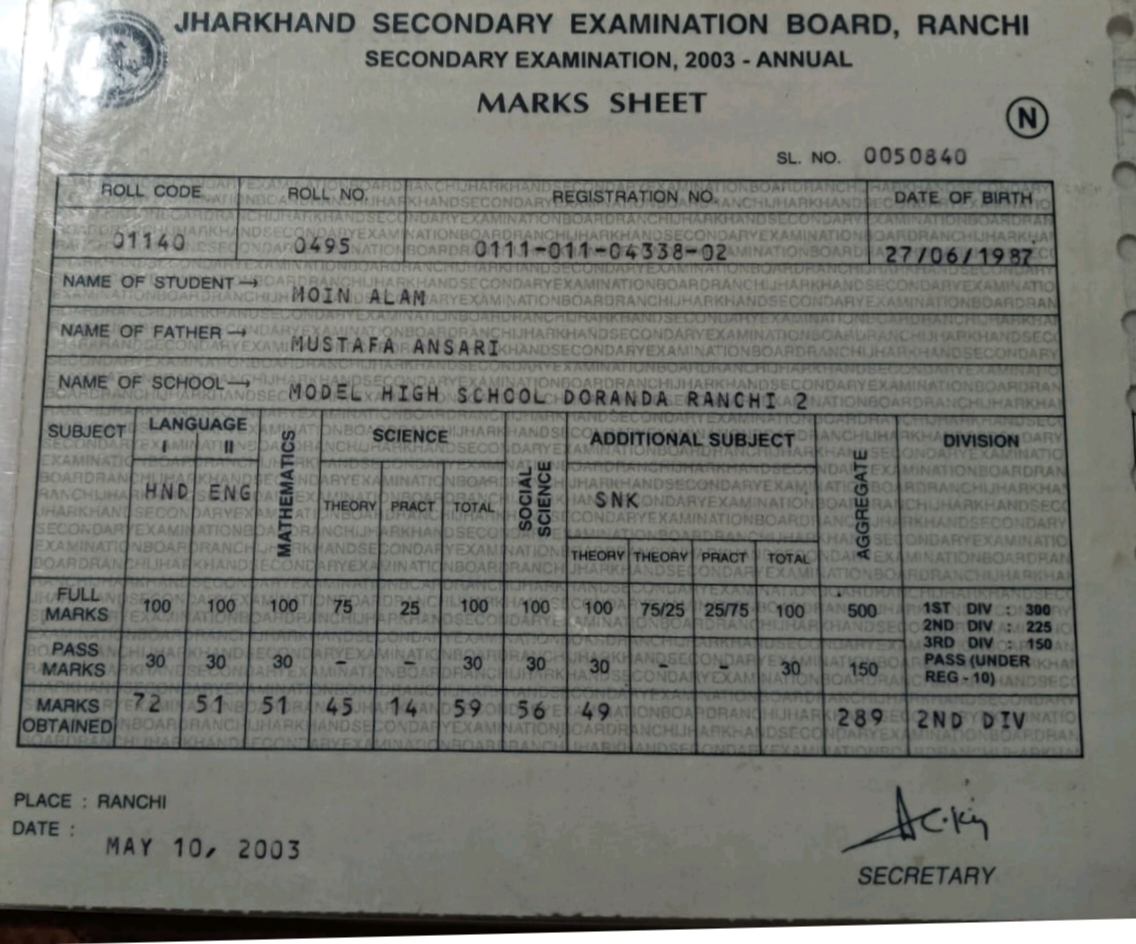 JHARKHAND SECONDARY EXAMINATION BOARD, RANCHI
SECONDARY EXAMINATION, 2003 - ANNUAL
MARKS SHEET
N
SL. NO. 0050840
ROLL CODE ROLL NO. REGISTRATION NO. DATE OF BIRTH
01140 0495 0111-011-04338-02 27/06/1987
NAME OF STUDENT→ MOIN ALAM
NAME OF FATHER → MUSTAFA ANSARI
NAME OF SCHOOL→ MODEL HIGH SCHOOL DORANDA RANCHI 2
SUBJECT LANGUAGE MATHEMATICS SCIENCE SOCIAL SCIENCE ADDITIONAL SUBJECT AGGREGATE DIVISION
I II
HND ENG THEORY PRACT TOTAL SNK
THEORY THEORY PRACT TOTAL
FULL MARKS 100 100 100 75 25 100 100 100 75/25 25/75 100 500 1ST DIV : 300
2ND DIV : 225
3RD DIV : 150
PASS MARKS 30 30 30 – – 30 30 30 – – 30 150 PASS (UNDER
REG - 10)
MARKS OBTAINED 72 51 51 45 14 59 56 49 289 2ND DIV
PLACE : RANCHI
DATE : MAY 10, 2003
SECRETARY